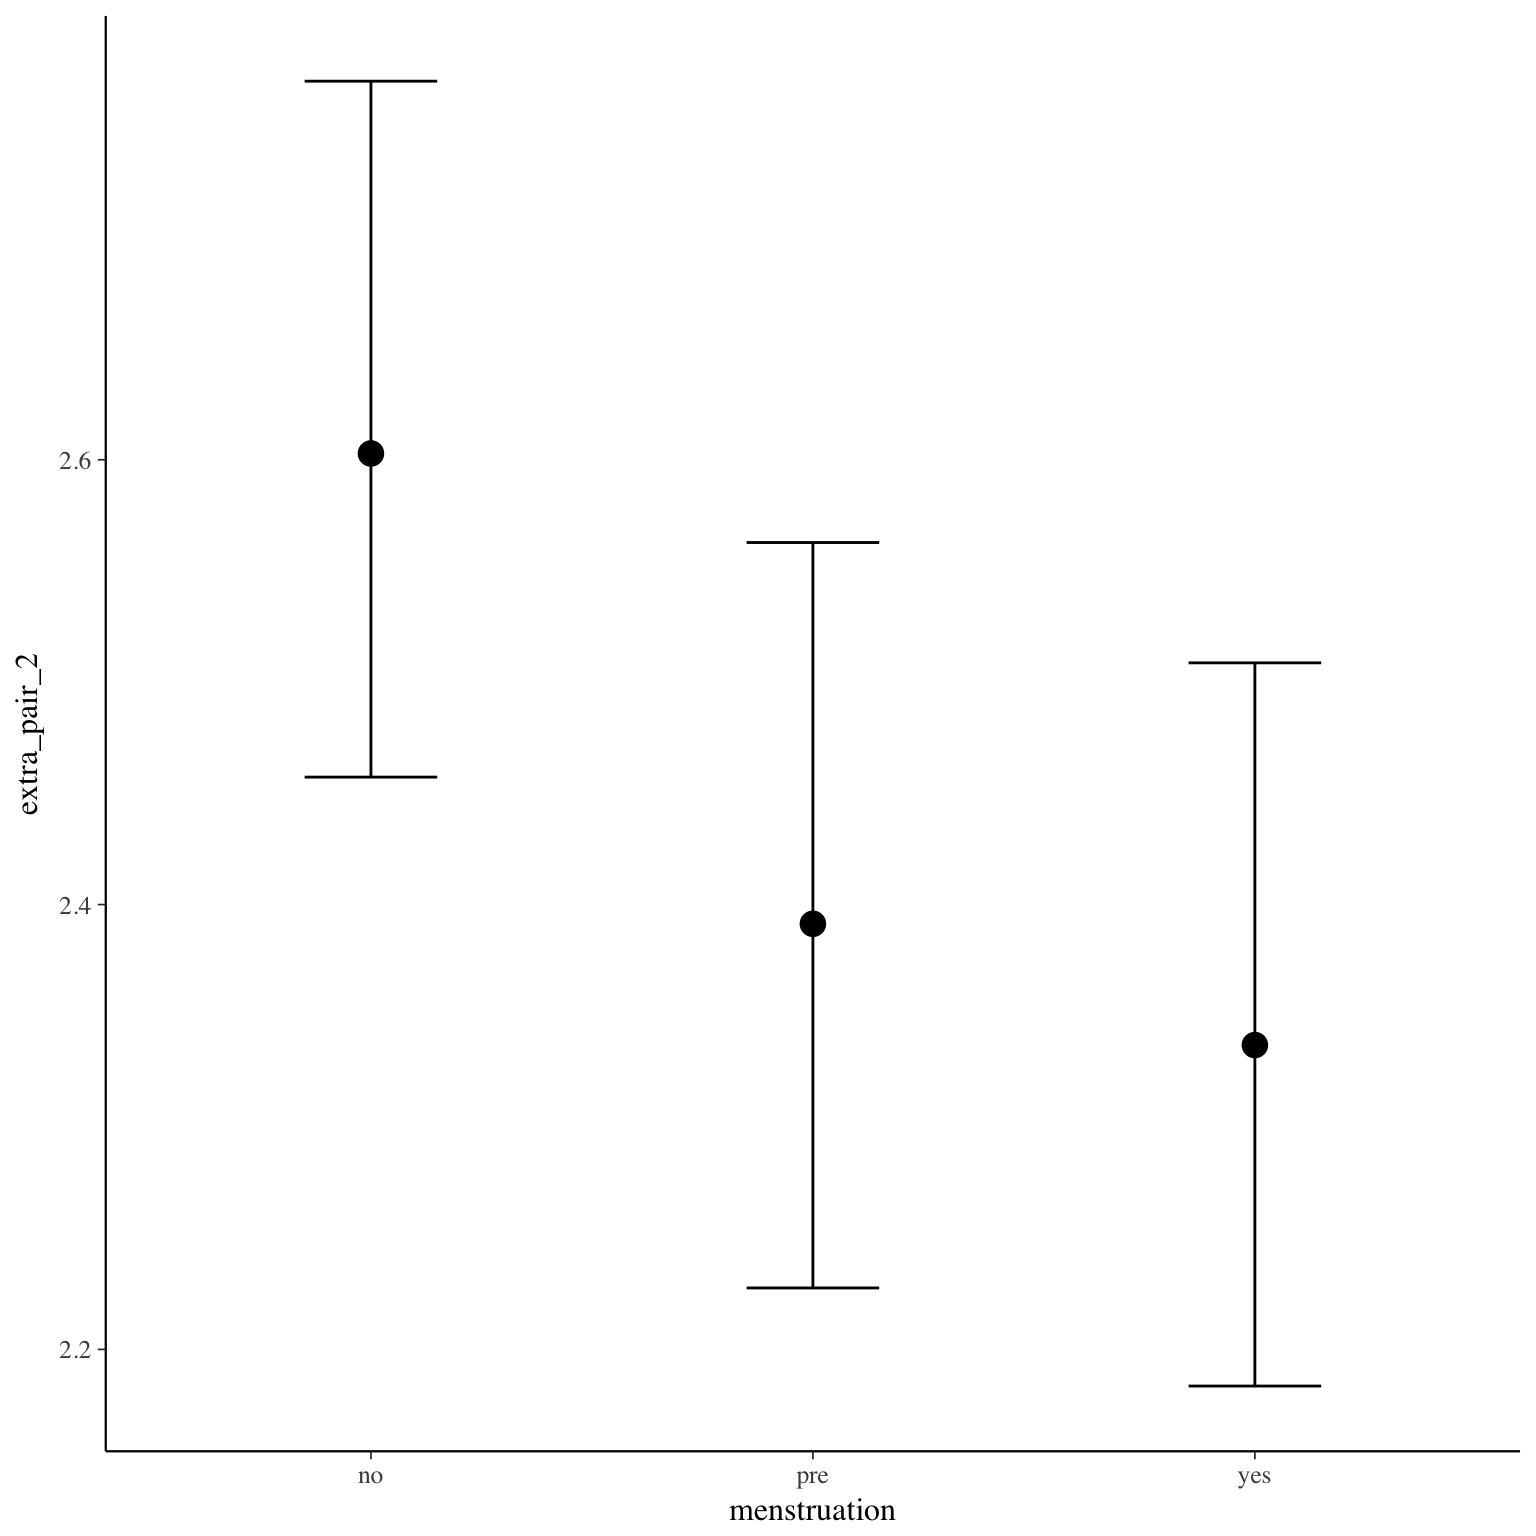 extra_pair_2
2.6
2.4
2.2
no pre yes
menstruation